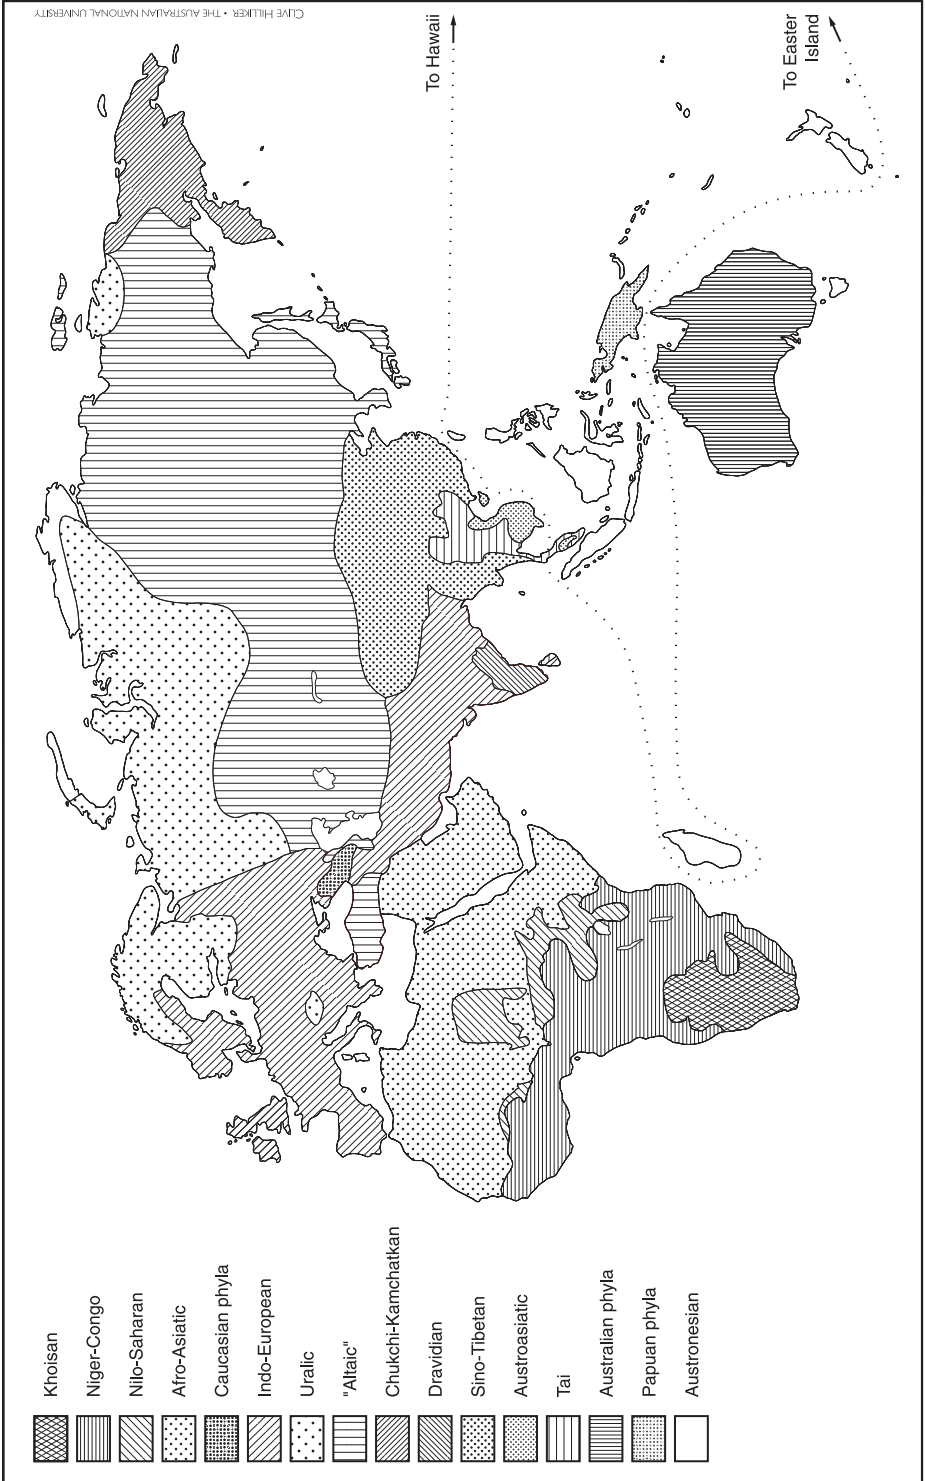 CLIVE HILLIKER • THE AUSTRALIAN NATIONAL UNIVERSITY
To Hawaii
To Easter
Island
Khoisan
Niger-Congo
Nilo-Saharan
Afro-Asiatic
Caucasian phyla
Indo-European
Uralic
"Altaic"
Chukchi-Kamchatkan
Dravidian
Sino-Tibetan
Austroasiatic
Tai
Australian phyla
Papuan phyla
Austronesian